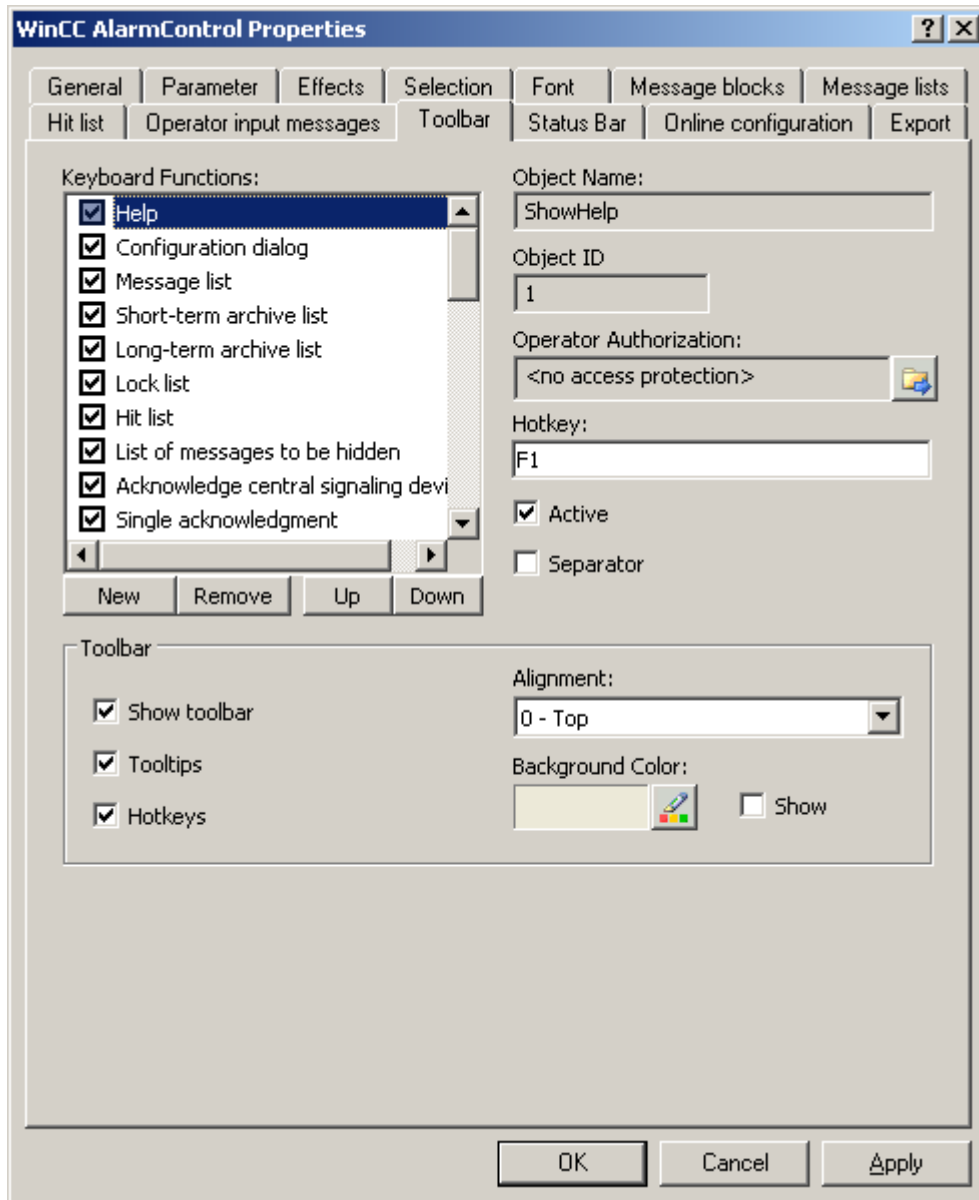 WinCC AlarmControl Properties
General Parameter Effects Selection Font Message blocks Message lists
Hit list Operator input messages Toolbar Status Bar Online configuration Export
Keyboard Functions:
Help
Configuration dialog
Message list
Short-term archive list
Long-term archive list
Lock list
Hit list
List of messages to be hidden
Acknowledge central signaling devi
Single acknowledgment
New Remove Up Down
Object Name:
ShowHelp
Object ID
1
Operator Authorization:
<no access protection>
Hotkey:
F1
Active
Separator
Toolbar
Show toolbar
Tooltips
Hotkeys
Alignment:
0 - Top
Background Color:
Show
OK Cancel Apply